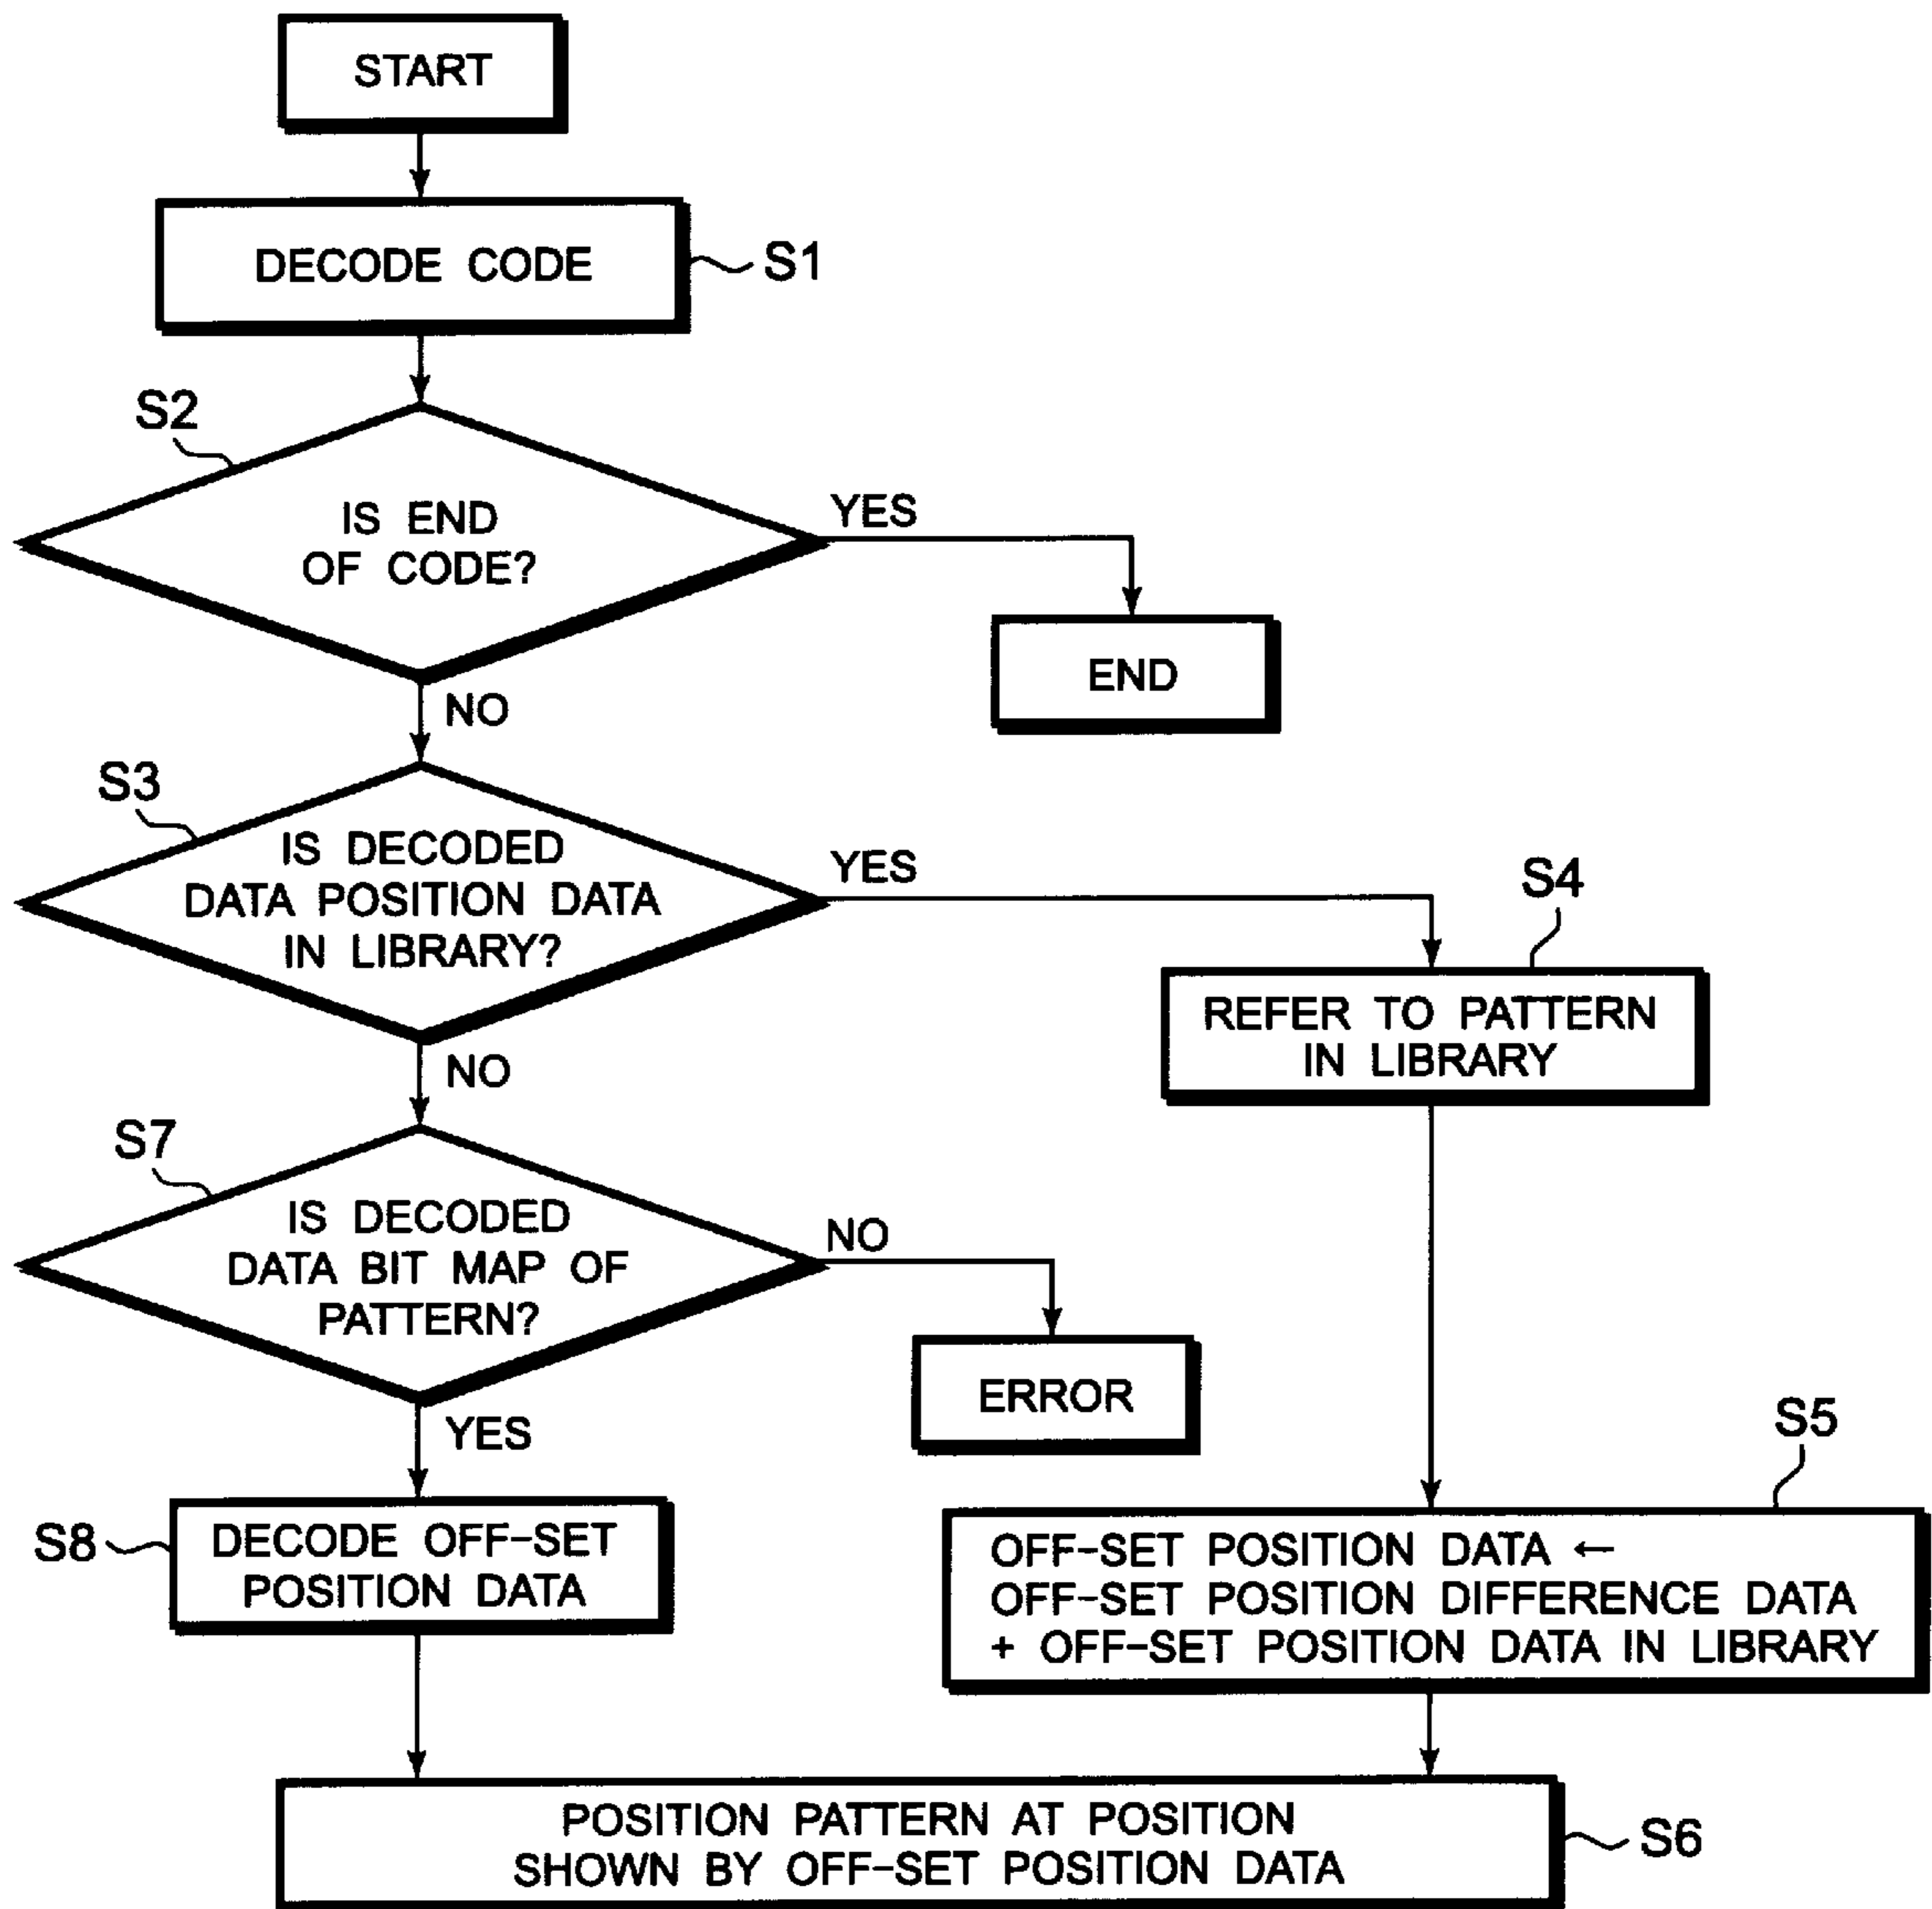 START
DECODE CODE
S1
S2
IS END
OF CODE?
YES
END
NO
S3
IS DECODED
DATA POSITION DATA
IN LIBRARY?
YES
S4
REFER TO PATTERN
IN LIBRARY
NO
S7
IS DECODED
DATA BIT MAP OF
PATTERN?
NO
ERROR
YES
S5
S8
DECODE OFF-SET
POSITION DATA
OFF-SET POSITION DATA ←
OFF-SET POSITION DIFFERENCE DATA
+ OFF-SET POSITION DATA IN LIBRARY
POSITION PATTERN AT POSITION
SHOWN BY OFF-SET POSITION DATA
S6